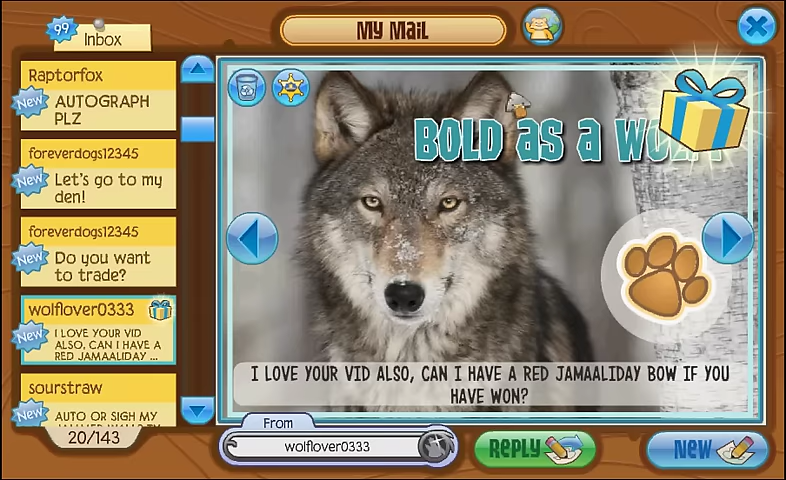 My Mail
99
Inbox
Raptorfox
New
AUTOGRAPH
PLZ
foreverdogs12345
New
Let's go to my
den!
foreverdogs12345
New
Do you want
to trade?
wolflover0333
New
I LOVE YOUR VID
ALSO, CAN I HAVE A
RED JAMAALIDAY ...
sourstraw
New
AUTO OR SIGH MY
20/143
BOLD as a
I LOVE YOUR VID ALSO, CAN I HAVE A RED JAMAALIDAY BOW IF YOU
HAVE WON?
From
wolflover0333
REPLY
NEW